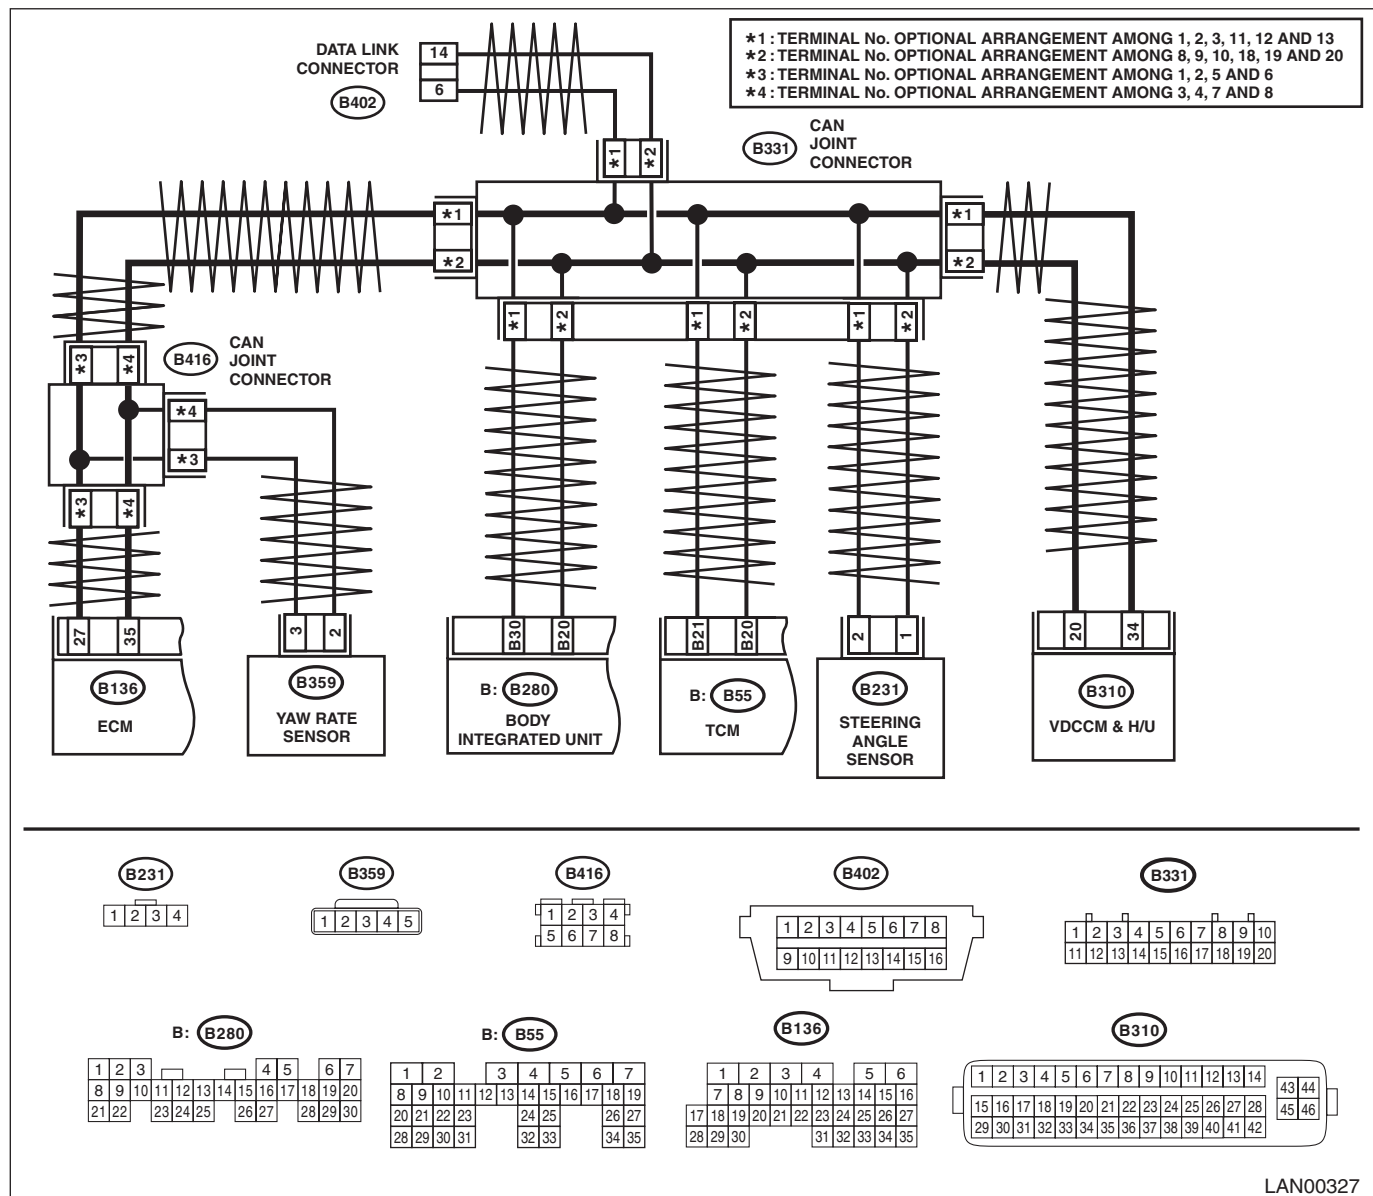 DATA LINK
CONNECTOR
B402
14
6
*1 : TERMINAL No. OPTIONAL ARRANGEMENT AMONG 1, 2, 3, 11, 12 AND 13
*2 : TERMINAL No. OPTIONAL ARRANGEMENT AMONG 8, 9, 10, 18, 19 AND 20
*3 : TERMINAL No. OPTIONAL ARRANGEMENT AMONG 1, 2, 5 AND 6
*4 : TERMINAL No. OPTIONAL ARRANGEMENT AMONG 3, 4, 7 AND 8
B331
CAN
JOINT
CONNECTOR
*1 *2
*1 *1
*2 *2
*1 *2 *1 *2 *1 *2
*3 *4
B416
CAN
JOINT
CONNECTOR
*4
*3
*3 *4
27 35
3 2
B30 B20
B21 B20
2 1
20 34
B136
ECM
B359
YAW RATE
SENSOR
B: B280
BODY
INTEGRATED UNIT
B: B55
TCM
B231
STEERING
ANGLE
SENSOR
B310
VDCCM & H/U
B231
1 2 3 4
B359
1 2 3 4 5
B416
1 2 3 4
5 6 7 8
B402
1 2 3 4 5 6 7 8
9 10 11 12 13 14 15 16
B331
1 2 3 4 5 6 7 8 9 10
11 12 13 14 15 16 17 18 19 20
B: B280
1 2 3 4 5 6 7
8 9 10 11 12 13 14 15 16 17 18 19 20
21 22 23 24 25 26 27 28 29 30
B: B55
1 2 3 4 5 6 7
8 9 10 11 12 13 14 15 16 17 18 19
20 21 22 23 24 25 26 27
28 29 30 31 32 33 34 35
B136
1 2 3 4 5 6
7 8 9 10 11 12 13 14 15 16
17 18 19 20 21 22 23 24 25 26 27
28 29 30 31 32 33 34 35
B310
1 2 3 4 5 6 7 8 9 10 11 12 13 14
15 16 17 18 19 20 21 22 23 24 25 26 27 28
29 30 31 32 33 34 35 36 37 38 39 40 41 42
43 44
45 46
LAN00327